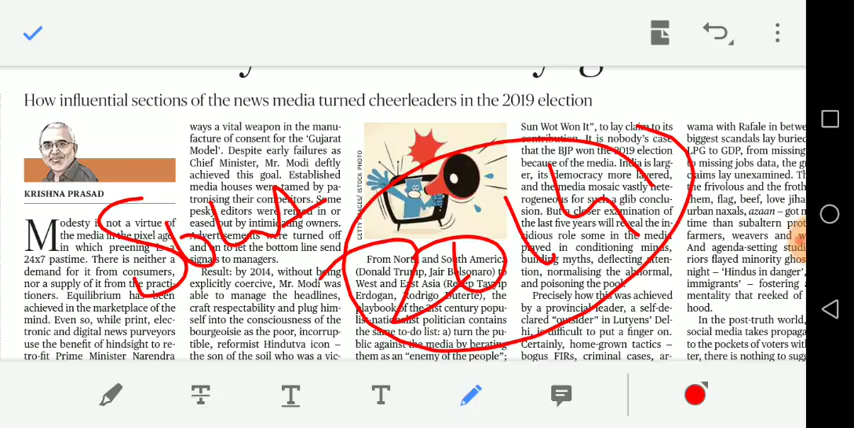 How influential sections of the news media turned cheerleaders in the 2019 election
KRISHNA PRASAD
Modesty is not a virtue of
the media in the pixel age,
in which preening is a
24x7 pastime. There is neither a
demand for it from consumers,
nor a supply of it from the practi-
tioners. Equilibrium has been
achieved in the marketplace of the
mind. Even so, while print, elec-
tronic and digital news purveyors
use the benefit of hindsight to re-
tro-fit Prime Minister Narendra
ways a vital weapon in the manu-
facture of consent for the ‘Gujarat
Model’. Despite early failures as
Chief Minister, Mr. Modi deftly
achieved this goal. Established
media houses were tamed by pa-
tronising their competitors.
pesky editors were reined in or
eased out by intimidating owners.
Advertisements were turned off
and on to let the bottom line send
signals to managers.
Result: by 2014, without being
explicitly coercive, Mr. Modi was
able to manage the headlines,
craft respectability and plug him-
self into the consciousness of the
bourgeoisie as the poor, incorrup-
tible, reformist Hindutva icon –
the son of the soil who was a vic-
GETTY IMAGES/ ISTOCK PHOTO
From North and South America
(Donald Trump, Jair Bolsonaro) to
West and East Asia (Recep Tayyip
Erdogan, Rodrigo Duterte), the
playbook of the 21st century popu-
list nationalist politician contains
the same to-do list: a) turn the pu-
blic against the media by berating
them as an “enemy of the people”;
Sun Wot Won It”, to lay claim to its
contribution. It is nobody’s case
that the BJP won the 2019 election
because of the media. India is larg-
er, its democracy more layered,
and the media mosaic vastly hete-
rogeneous for such a glib conclu-
sion. But a closer examination of
the last five years will reveal the in-
sidious role some in the media
played in conditioning minds,
building myths, deflecting atten-
tion, normalising the abnormal,
and poisoning the pool.
Precisely how this was achieved
by a provincial leader, a self-de-
clared “outsider” in Lutyens’ Del-
hi, is difficult to put a finger on.
Certainly, home-grown tactics –
bogus FIRs, criminal cases, ar-
wama with Rafale in betwe
biggest scandals lay buried
LPG to GDP, from missing
to missing jobs data, the g
claims lay unexamined. Th
the frivolous and the froth
them, flag, beef, love jiha
urban naxals, azaan – got m
time than subaltern pro
farmers, weavers and w
And agenda-setting studi
riors flayed minority gho
night – ‘Hindus in danger’,
immigrants’ – fostering
mentality that reeked of
hood.
In the post-truth world,
social media takes propaga
to the pockets of voters with
ter, there is nothing to sugg